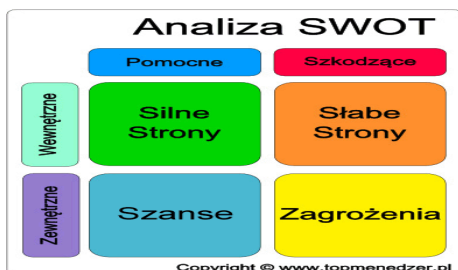 Analiza SWOT
Pomocne
Szkodzące
Wewnętrzne
Silne
Strony
Słabe
Strony
Zewnętrzne
Szanse
Zagrożenia
Copyright © www.topmenedzer.pl